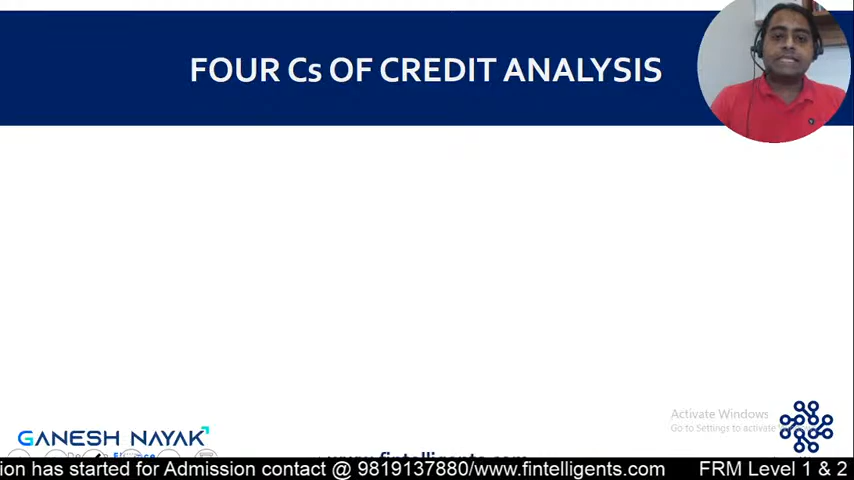 FOUR Cs OF CREDIT ANALYSIS
Activate Windows
Go to Settings to activate
GANESH NAYAK
ion has started for Admission contact @ 9819137880/www.fintelligents.com FRM Level 1 & 2